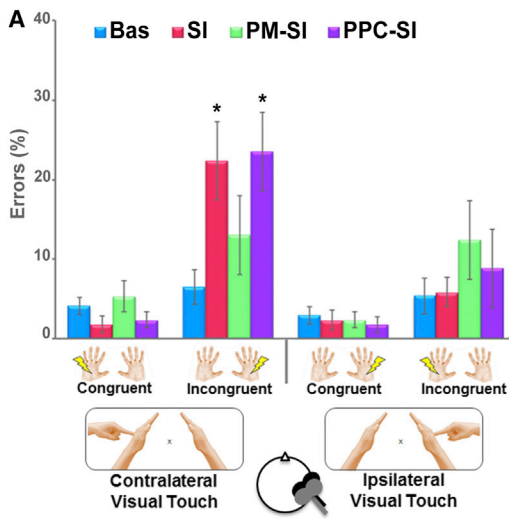 A
Bas SI PM-SI PPC-SI
Errors (%)
40
30
20
10
0
* *
Congruent Incongruent Congruent Incongruent
x x
Contralateral Ipsilateral
Visual Touch Visual Touch